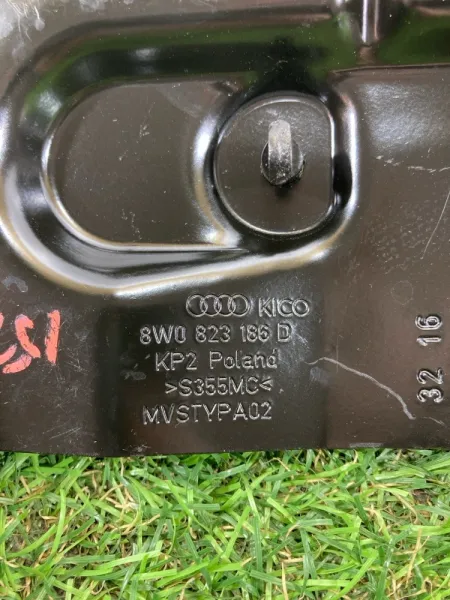 KICO
8W0 823 186 D
KP2 Poland
>S355MC<
MVSTYPA02
32 16